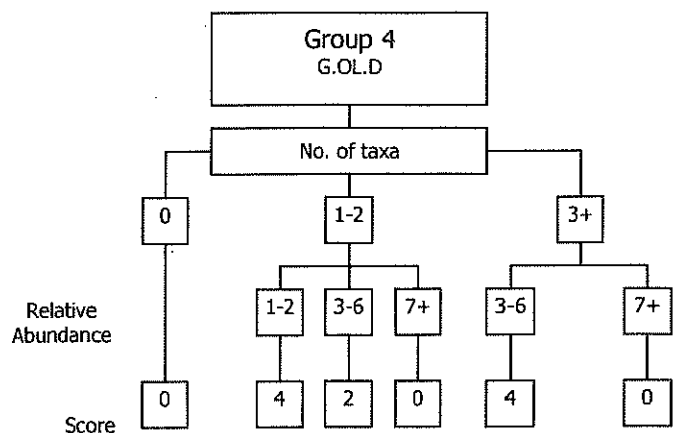 Group 4
G.OL.D
No. of taxa
0
1-2
3+
Relative
Abundance
1-2
3-6
7+
3-6
7+
Score
0
4
2
0
4
0